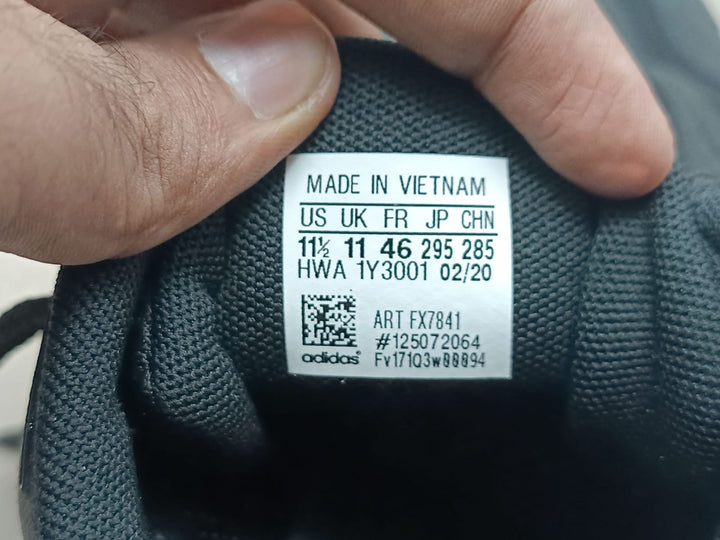 MADE IN VIETNAM
US UK FR JP CHN
11½ 11 46 295 285
HWA 1Y3001 02/20
ART FX7841
#125072064
adidas Fv171Q3w00094